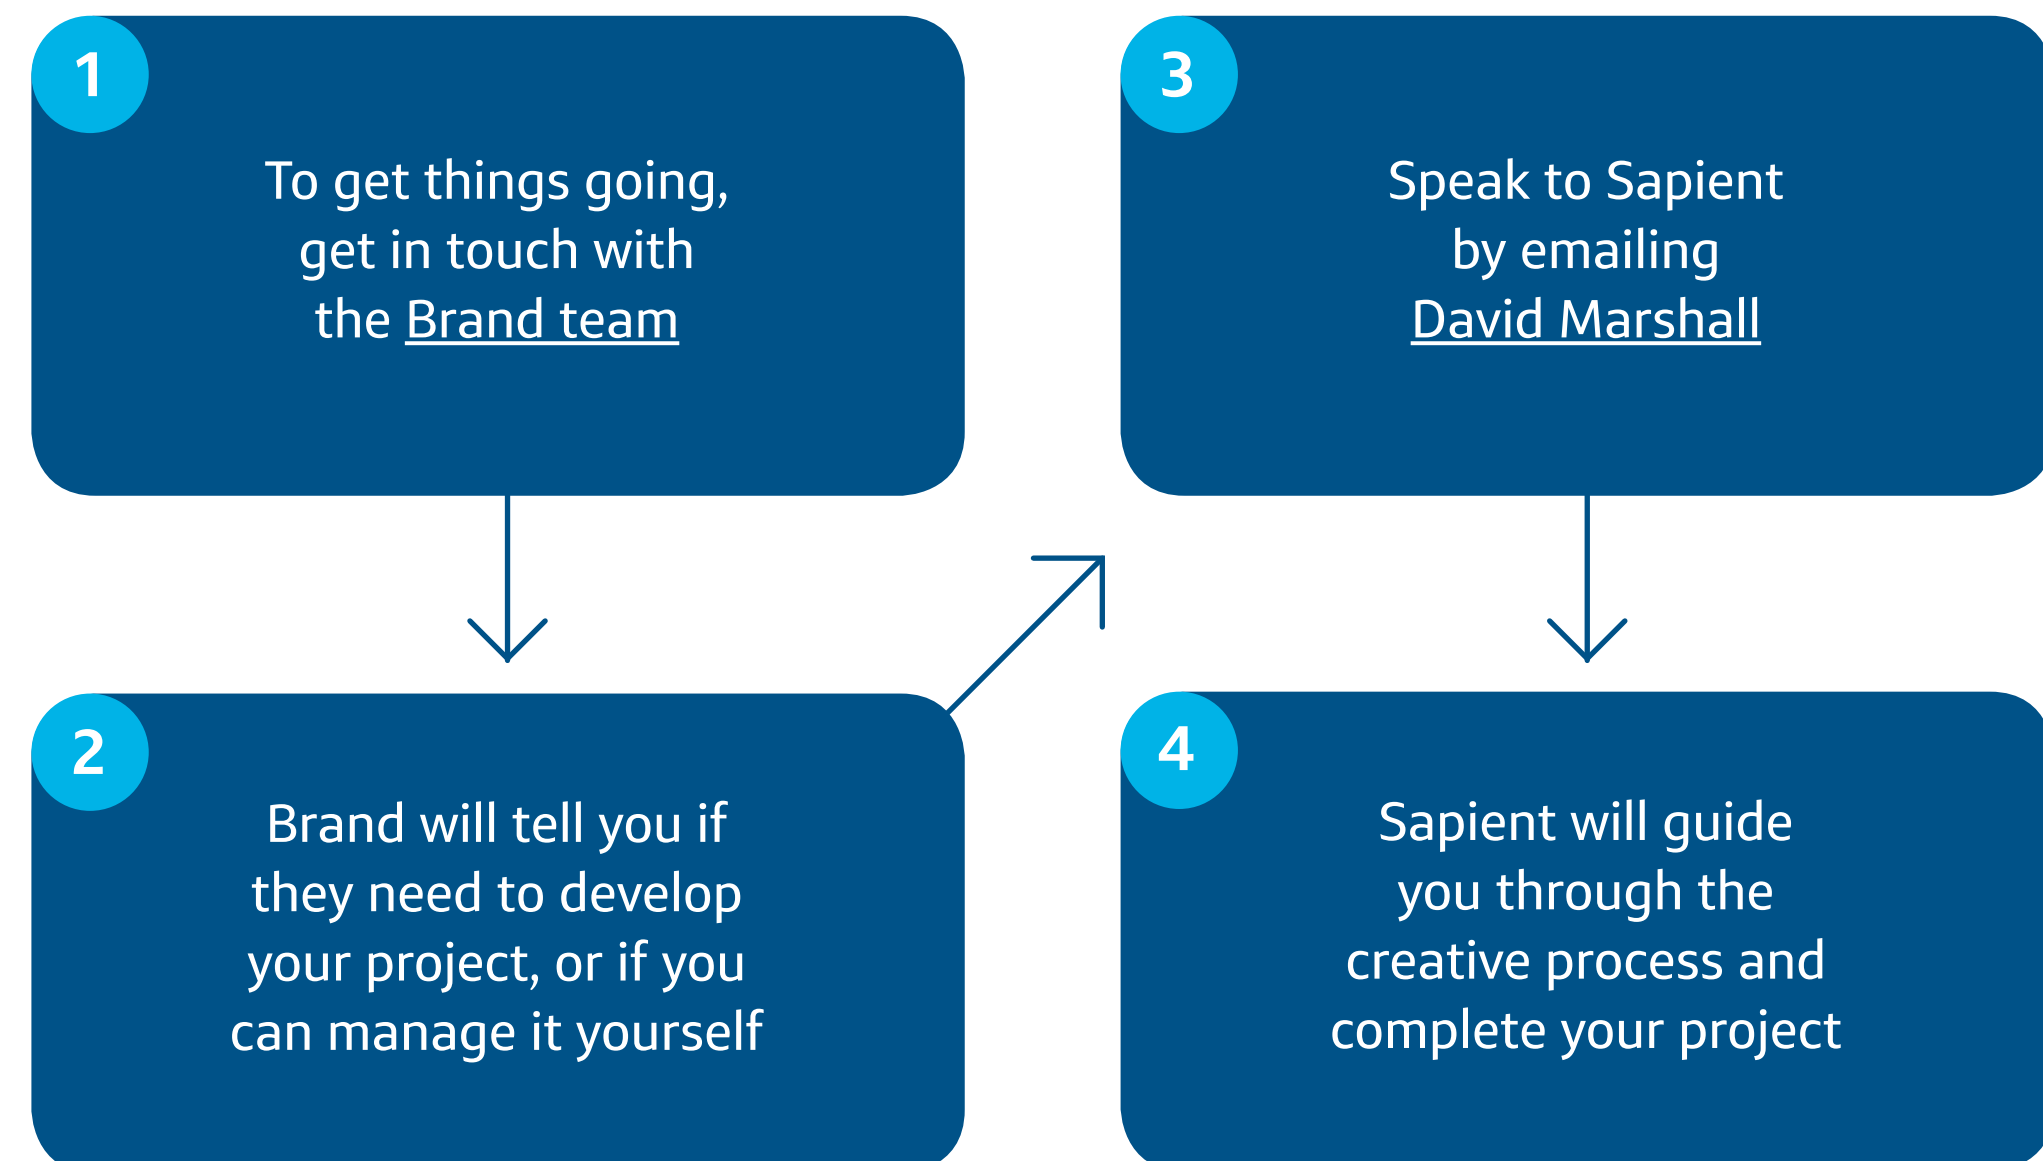 1
To get things going,
get in touch with
the Brand team
2
Brand will tell you if
they need to develop
your project, or if you
can manage it yourself
3
Speak to Sapient
by emailing
David Marshall
4
Sapient will guide
you through the
creative process and
complete your project